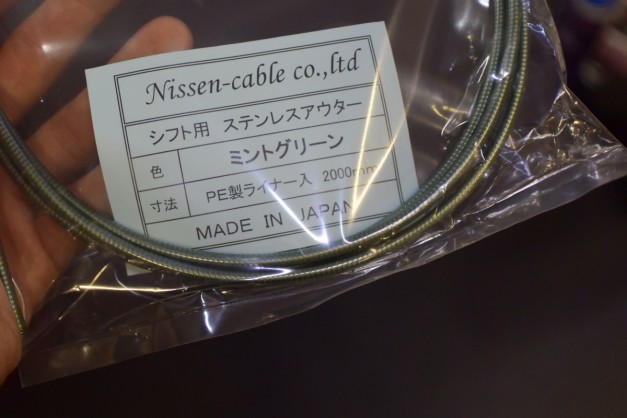 Nissen-cable co.,ltd
シフト用 ステンレスアウター
色 ミントグリーン
寸法 PE製ライナー入 2000mm
MADE IN JAPAN